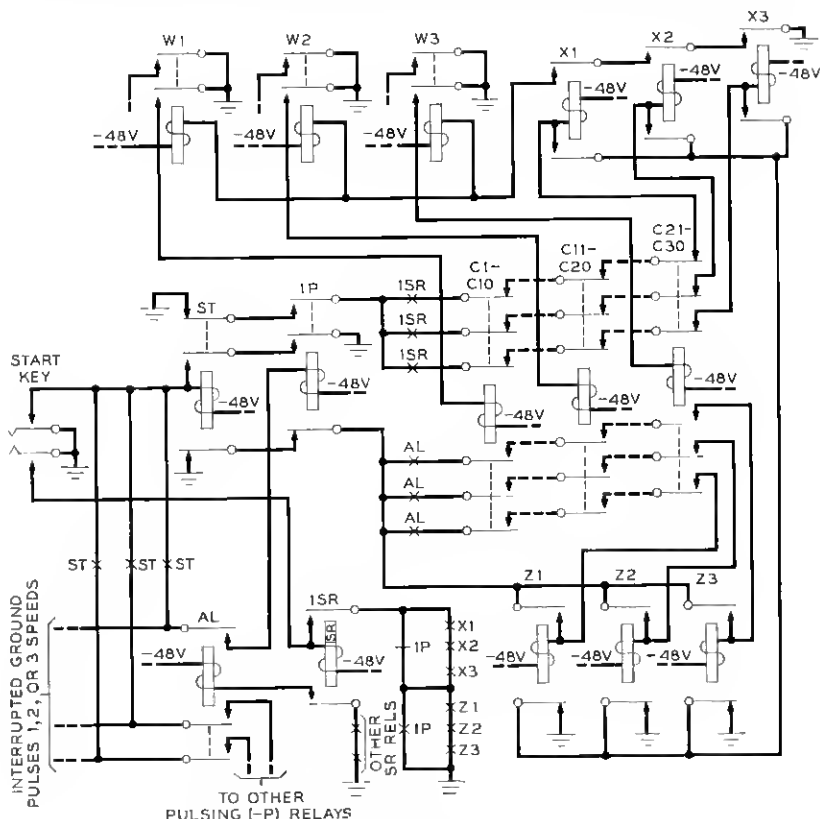 W1
W2
W3
X1
X2
X3
-48V
-48V
-48V
-48V
-48V
-48V
C1-
C10
C11-
C20
C21-
C30
ST
1P
1SR
1SR
1SR
START
KEY
-48V
-48V
-48V
-48V
-48V
AL
AL
AL
ST
ST
ST
INTERRUPTED GROUND
PULSES 1,2, OR 3 SPEEDS
AL
-48V
1SR
SR
-48V
1P
1P
X1
X2
X3
Z1
Z2
Z3
OTHER
SR RELS
Z1
Z2
Z3
-48V
-48V
-48V
TO OTHER
PULSING (-P) RELAYS